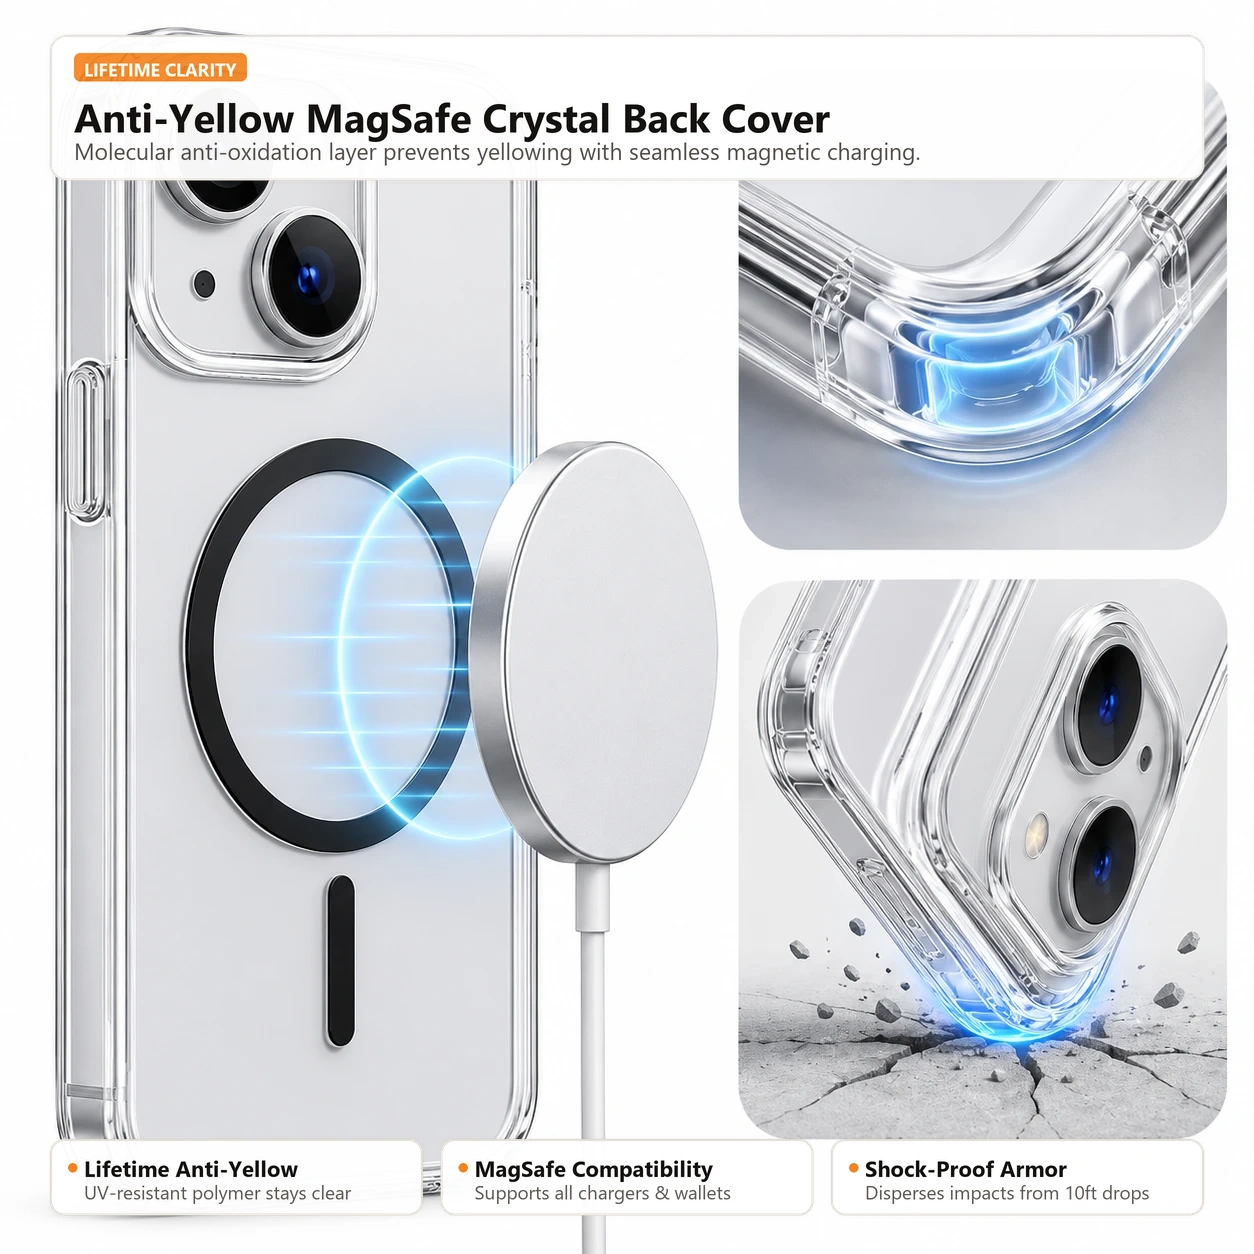 LIFETIME CLARITY
Anti-Yellow MagSafe Crystal Back Cover
Molecular anti-oxidation layer prevents yellowing with seamless magnetic charging.
Lifetime Anti-Yellow
UV-resistant polymer stays clear
MagSafe Compatibility
Supports all chargers & wallets
Shock-Proof Armor
Disperses impacts from 10ft drops